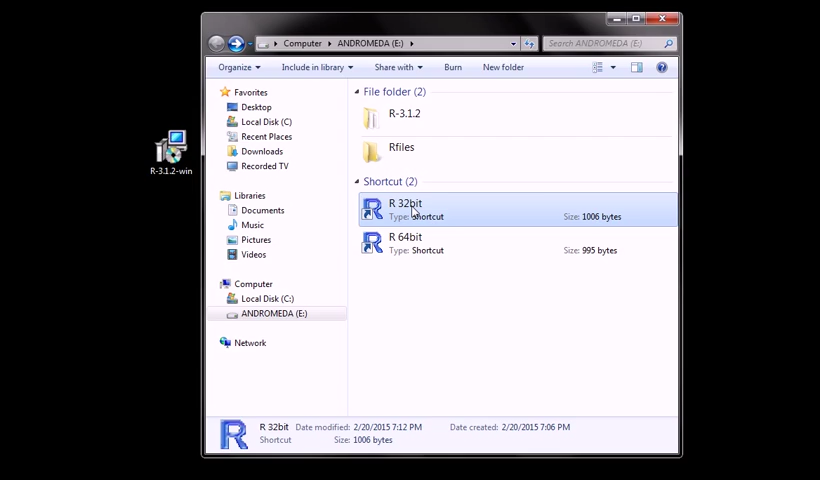 Computer ANDROMEDA (E:)
Search ANDROMEDA (E:)
Organize Include in library Share with Burn New folder
Favorites
Desktop
Local Disk (C)
Recent Places
Downloads
Recorded TV
Libraries
Documents
Music
Pictures
Videos
Computer
Local Disk (C:)
ANDROMEDA (E:)
Network
File folder (2)
R-3.1.2
Rfiles
Shortcut (2)
R 32bit
Type: Shortcut Size: 1006 bytes
R 64bit
Type: Shortcut Size: 995 bytes
R-3.1.2-win
R 32bit Date modified: 2/20/2015 7:12 PM Date created: 2/20/2015 7:06 PM
Shortcut Size: 1006 bytes